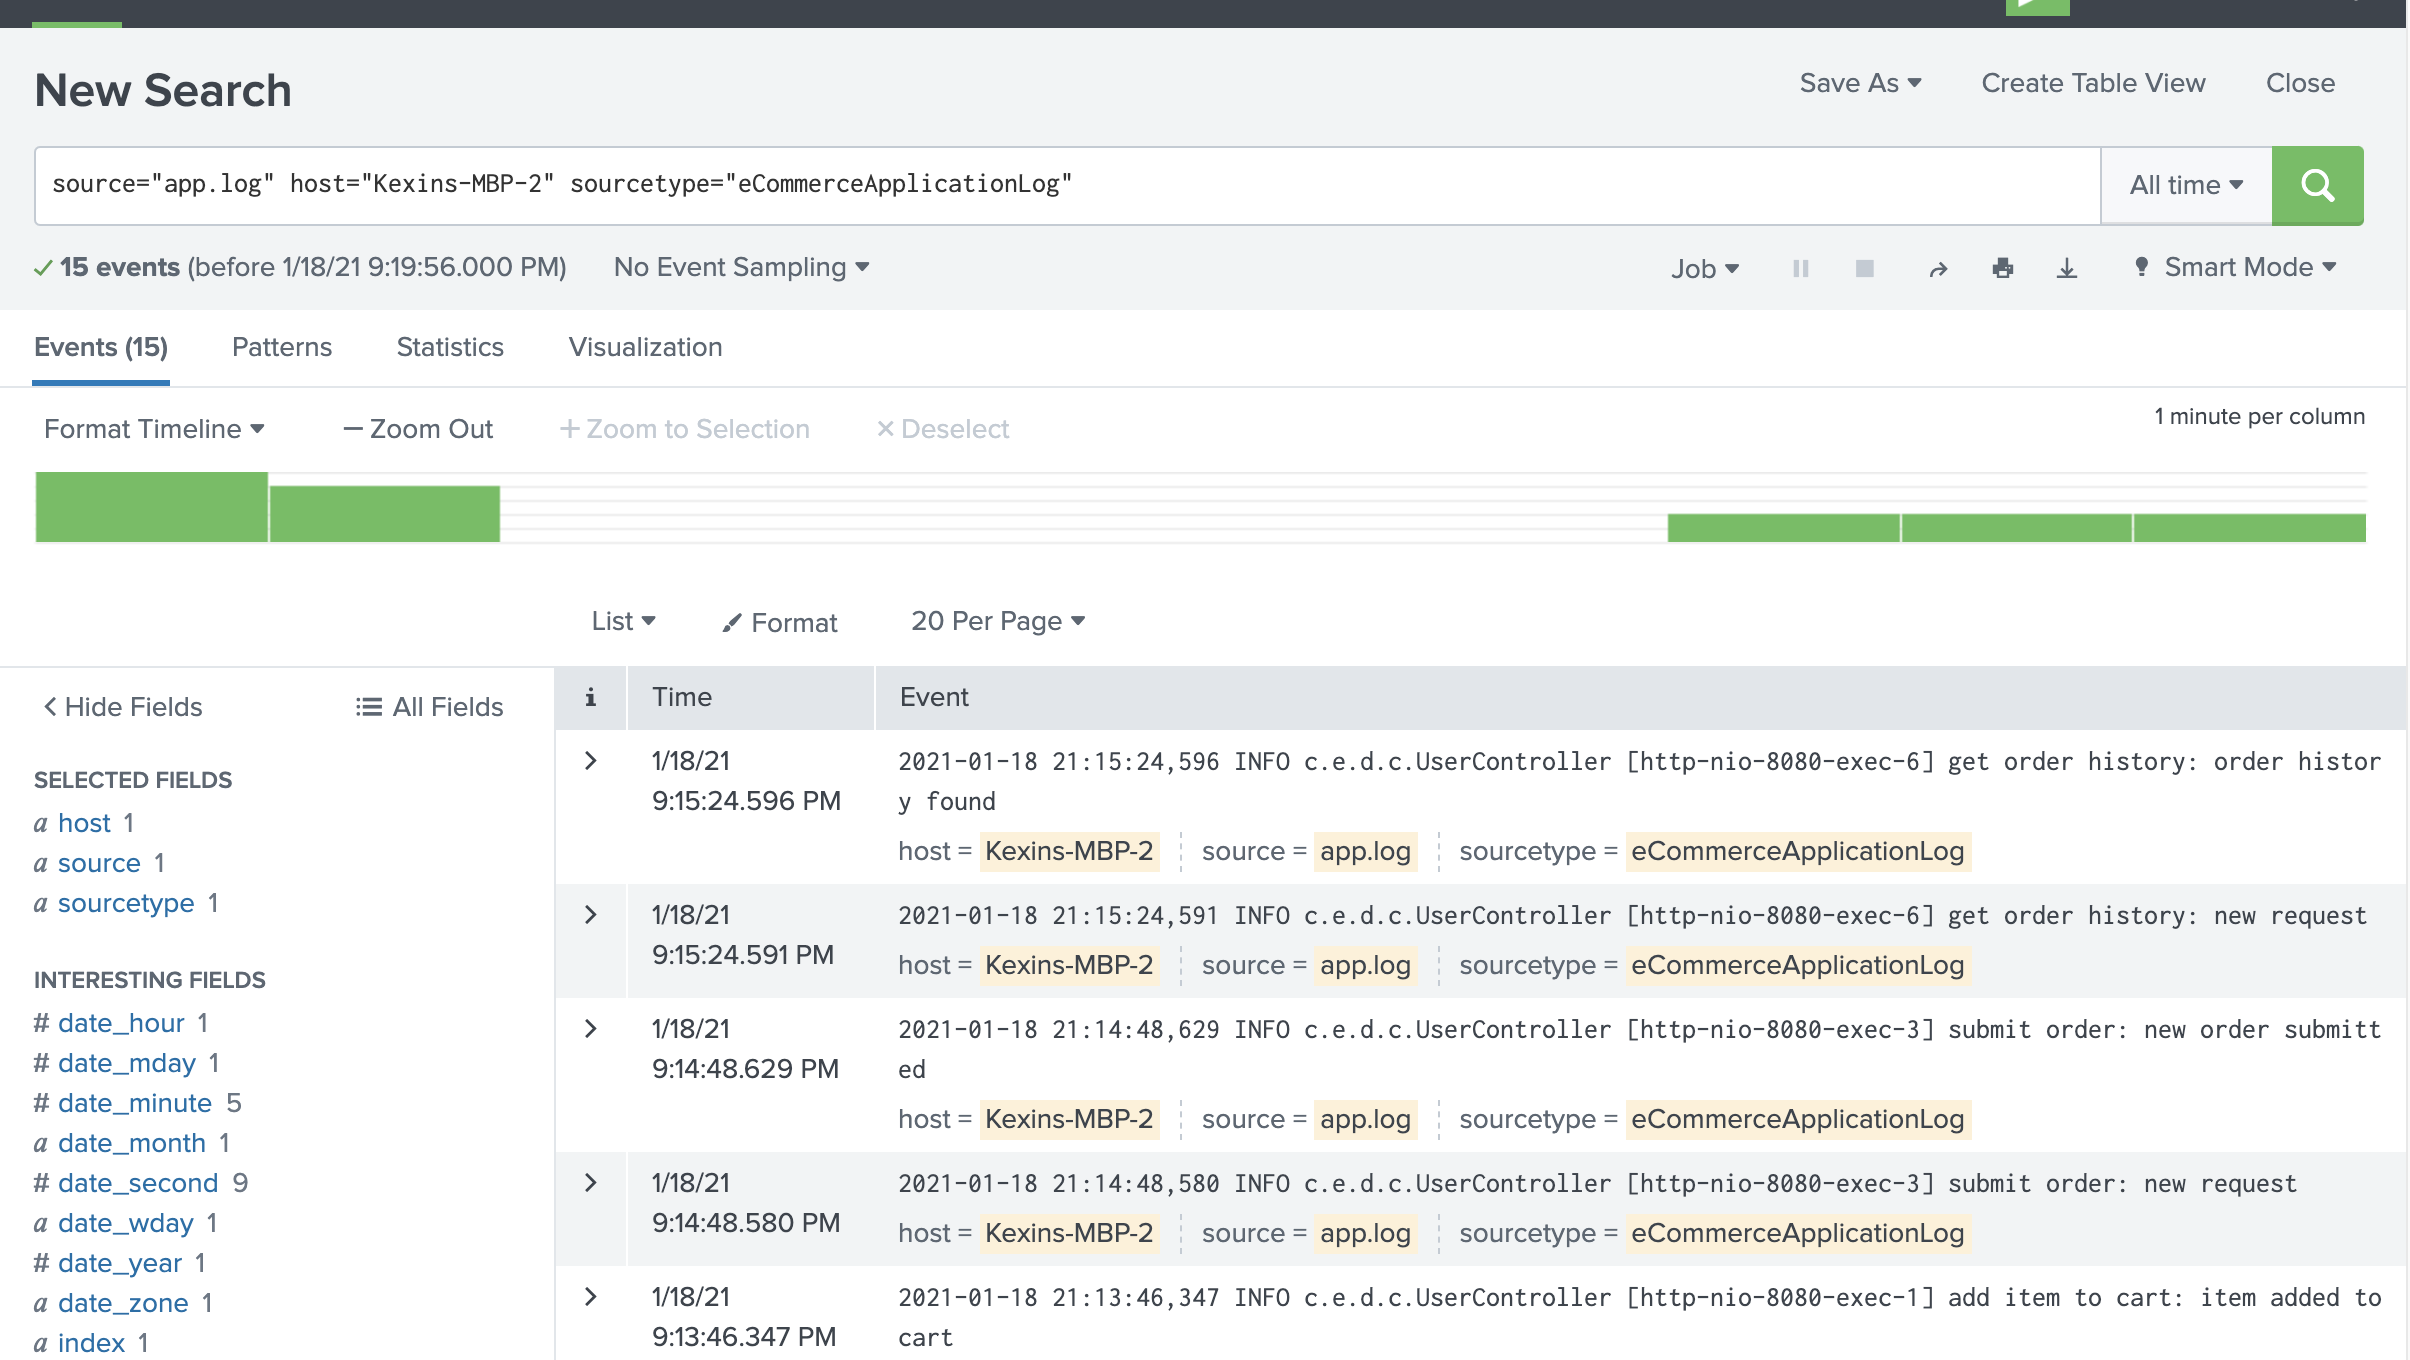 New Search
Save As
Create Table View
Close
source="app.log" host="Kexins-MBP-2" sourcetype="eCommerceApplicationLog"
All time
15 events (before 1/18/21 9:19:56.000 PM)
No Event Sampling
Job
Smart Mode
Events (15)
Patterns
Statistics
Visualization
Format Timeline
Zoom Out
Zoom to Selection
Deselect
1 minute per column
List
Format
20 Per Page
Hide Fields
All Fields
SELECTED FIELDS
a host 1
a source 1
a sourcetype 1
INTERESTING FIELDS
# date_hour 1
# date_mday 1
# date_minute 5
a date_month 1
# date_second 9
a date_wday 1
# date_year 1
a date_zone 1
a index 1
i
Time
Event
1/18/21
9:15:24.596 PM
2021-01-18 21:15:24,596 INFO c.e.d.c.UserController [http-nio-8080-exec-6] get order history: order histor
y found
host = Kexins-MBP-2 source = app.log sourcetype = eCommerceApplicationLog
1/18/21
9:15:24.591 PM
2021-01-18 21:15:24,591 INFO c.e.d.c.UserController [http-nio-8080-exec-6] get order history: new request
host = Kexins-MBP-2 source = app.log sourcetype = eCommerceApplicationLog
1/18/21
9:14:48.629 PM
2021-01-18 21:14:48,629 INFO c.e.d.c.UserController [http-nio-8080-exec-3] submit order: new order submitt
ed
host = Kexins-MBP-2 source = app.log sourcetype = eCommerceApplicationLog
1/18/21
9:14:48.580 PM
2021-01-18 21:14:48,580 INFO c.e.d.c.UserController [http-nio-8080-exec-3] submit order: new request
host = Kexins-MBP-2 source = app.log sourcetype = eCommerceApplicationLog
1/18/21
9:13:46.347 PM
2021-01-18 21:13:46,347 INFO c.e.d.c.UserController [http-nio-8080-exec-1] add item to cart: item added to
cart